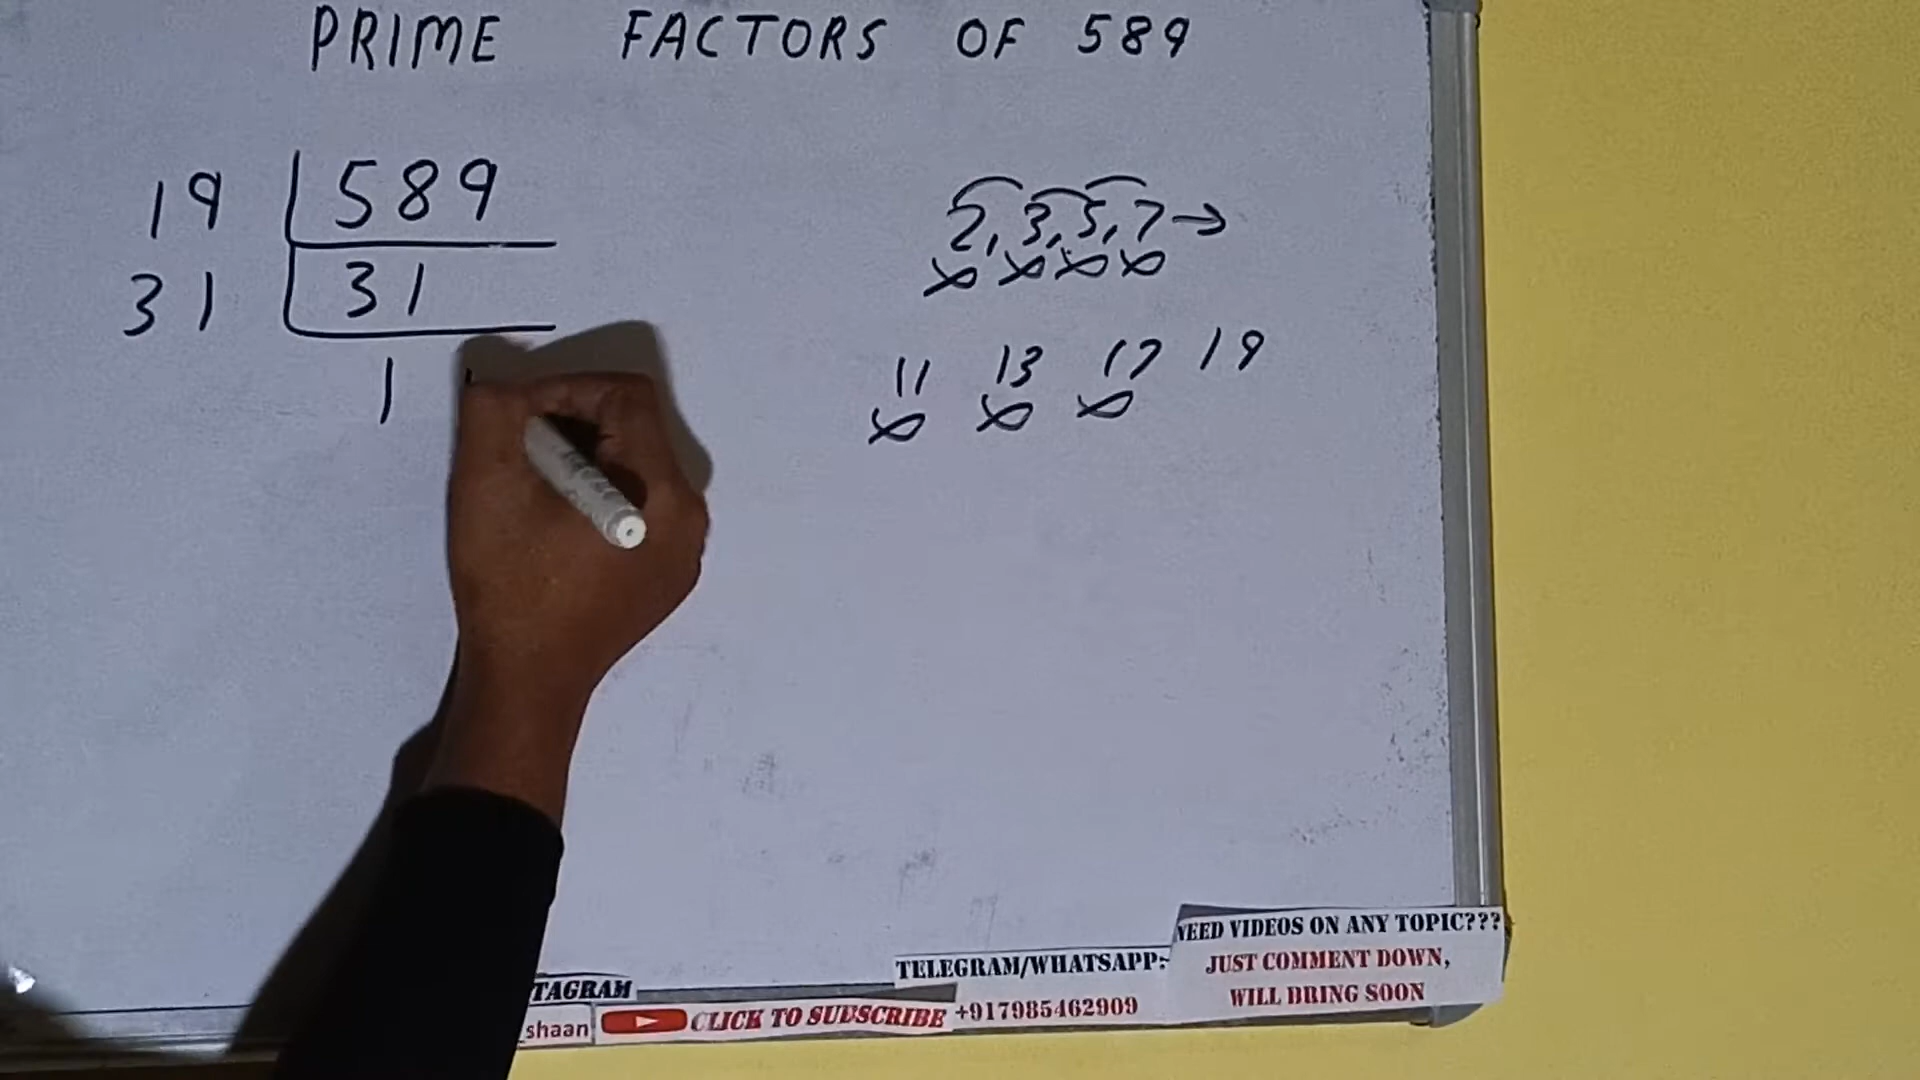 PRIME FACTORS OF 589
19 | 589
31 | 31
1
2, 3, 5, 7 →
11 13 17 19
NEED VIDEOS ON ANY TOPIC???
JUST COMMENT DOWN,
WILL BRING SOON
TELEGRAM/WHATSAPP:
+917985462909
TAGRAM
_shaan
CLICK TO SUBSCRIBE